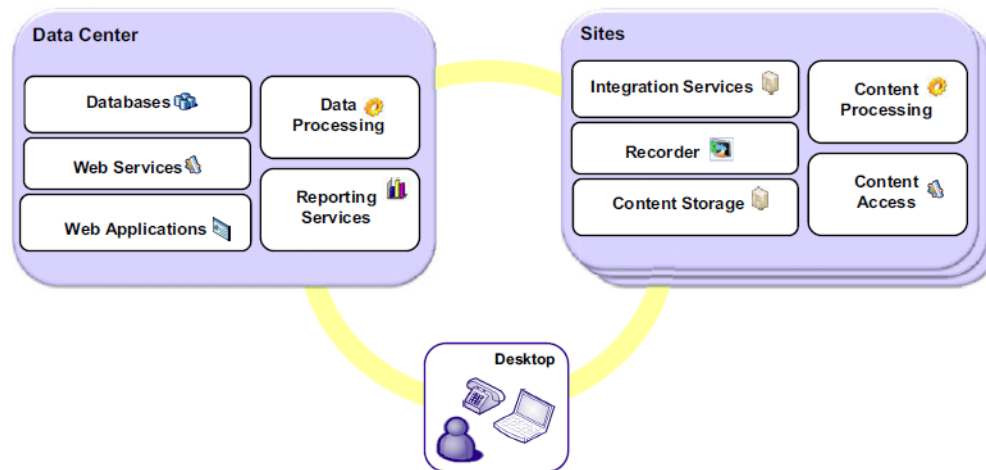 Data Center
Databases
Web Services
Web Applications
Data
Processing
Reporting
Services
Sites
Integration Services
Recorder
Content Storage
Content
Processing
Content
Access
Desktop